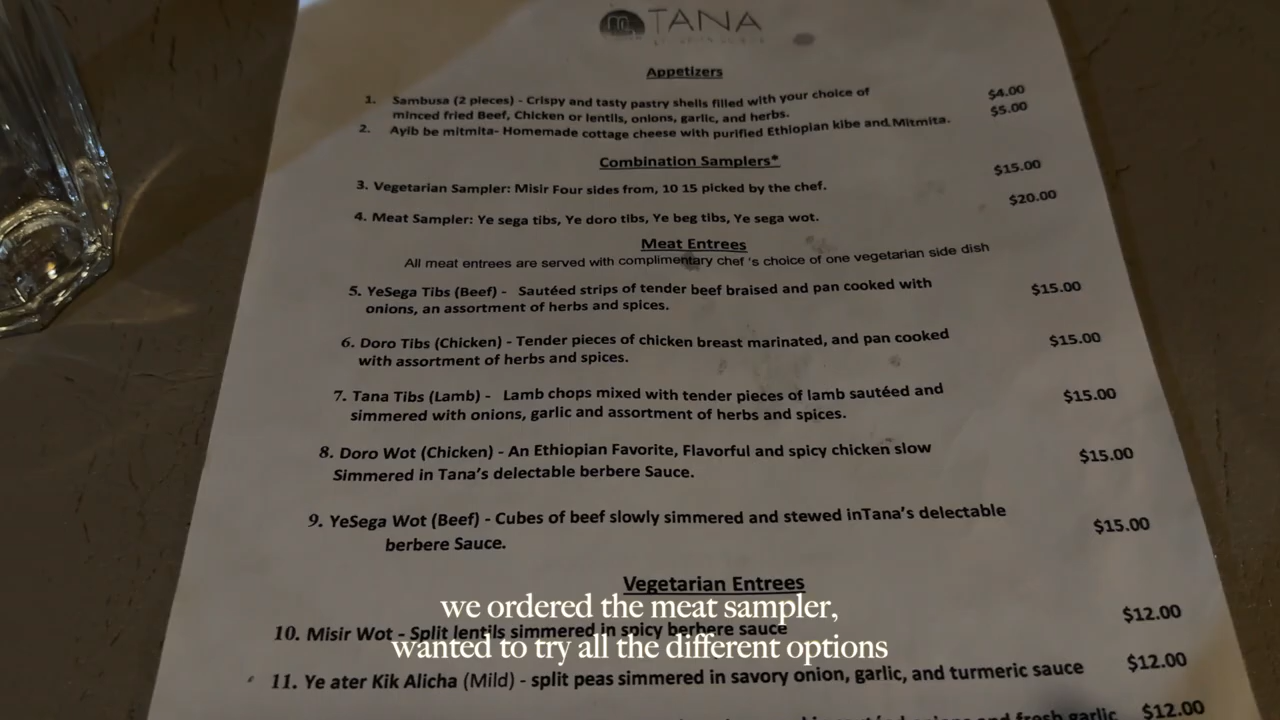 TANA
Appetizers
1. Sambusa (2 pieces) - Crispy and tasty pastry shells filled with your choice of $4.00
minced fried Beef, Chicken or lentils, onions, garlic, and herbs.
2. Ayib be mitmita- Homemade cottage cheese with purified Ethiopian kibe and Mitmita. $5.00
Combination Samplers*
3. Vegetarian Sampler: Misir Four sides from, 10 15 picked by the chef. $15.00
4. Meat Sampler: Ye sega tibs, Ye doro tibs, Ye beg tibs, Ye sega wot. $20.00
Meat Entrees
All meat entrees are served with complimentary chef 's choice of one vegetarian side dish
5. YeSega Tibs (Beef) - Sautéed strips of tender beef braised and pan cooked with $15.00
onions, an assortment of herbs and spices.
6. Doro Tibs (Chicken) - Tender pieces of chicken breast marinated, and pan cooked $15.00
with assortment of herbs and spices.
7. Tana Tibs (Lamb) - Lamb chops mixed with tender pieces of lamb sautéed and $15.00
simmered with onions, garlic and assortment of herbs and spices.
8. Doro Wot (Chicken) - An Ethiopian Favorite, Flavorful and spicy chicken slow $15.00
Simmered in Tana's delectable berbere Sauce.
9. YeSega Wot (Beef) - Cubes of beef slowly simmered and stewed inTana's delectable $15.00
berbere Sauce.
Vegetarian Entrees
we ordered the meat sampler,
10. Misir Wot - Split lentils simmered in spicy berbere sauce $12.00
wanted to try all the different options
11. Ye ater Kik Alicha (Mild) - split peas simmered in savory onion, garlic, and turmeric sauce $12.00
and fresh garlic $12.00